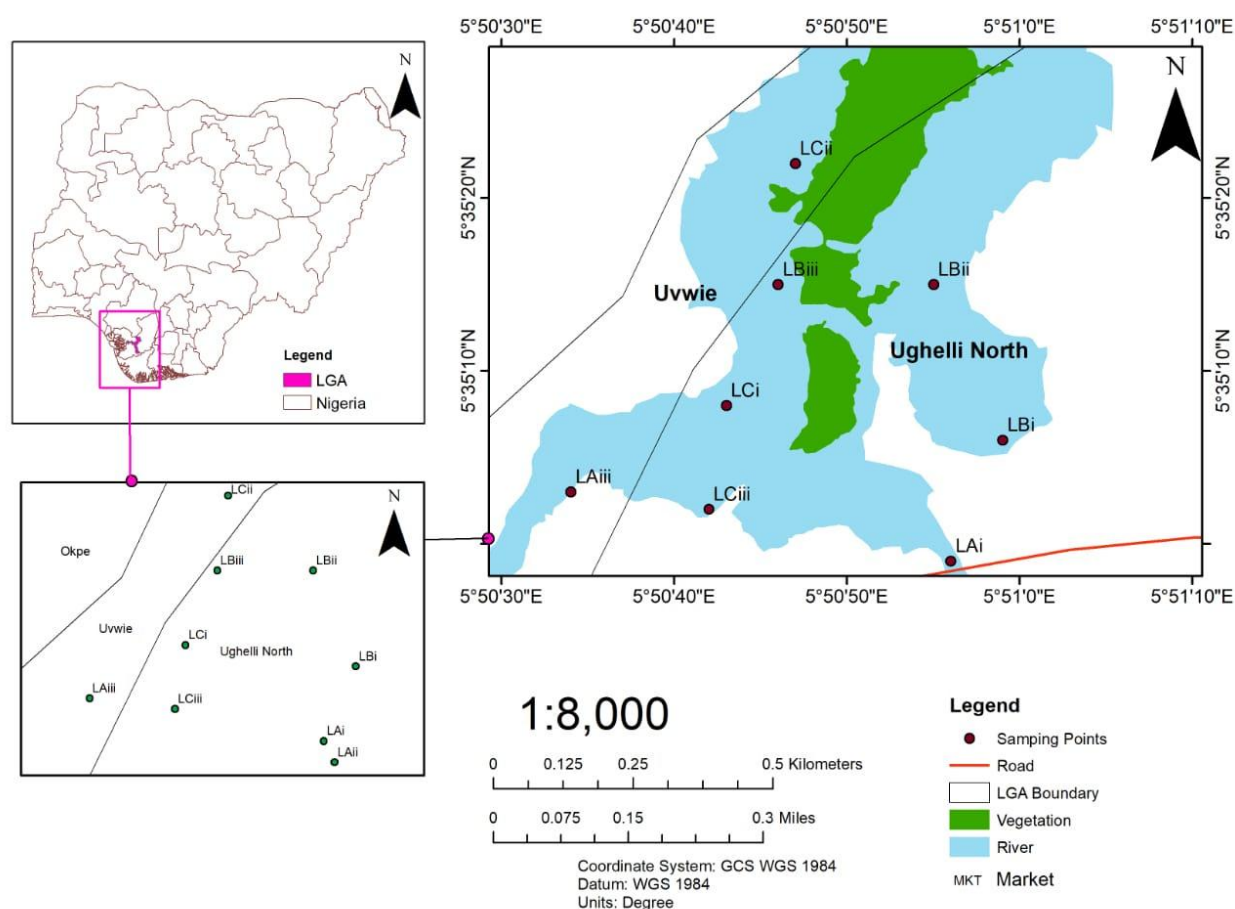 N
Legend
LGA
Nigeria
N
LCii
Okpe
LBiii
LBii
Uvwie
LCi
Ughelli North
LBi
LAiii
LCiii
LAi
LAii
5°50'30"E 5°50'40"E 5°50'50"E 5°51'0"E 5°51'10"E
N
LCii
5°35'20"N 5°35'20"N
LBiii
LBii
Uvwie
Ughelli North
5°35'10"N 5°35'10"N
LCi
LBi
LAiii
LCiii
LAi
5°50'30"E 5°50'40"E 5°50'50"E 5°51'0"E 5°51'10"E
1:8,000
0 0.125 0.25 0.5 Kilometers
0 0.075 0.15 0.3 Miles
Coordinate System: GCS WGS 1984
Datum: WGS 1984
Units: Degree
Legend
Samping Points
Road
LGA Boundary
Vegetation
River
MKT Market